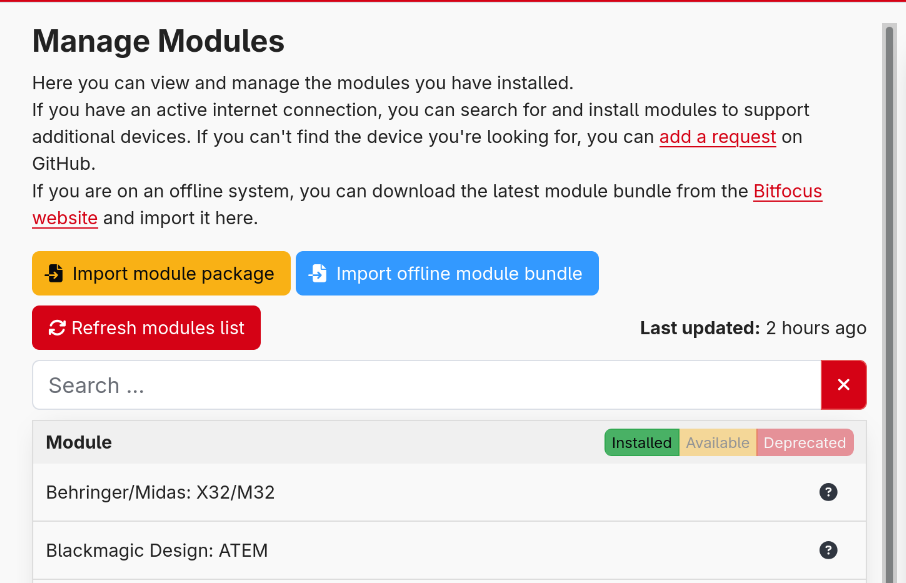 Manage Modules
Here you can view and manage the modules you have installed.
If you have an active internet connection, you can search for and install modules to support
additional devices. If you can't find the device you're looking for, you can add a request on
GitHub.
If you are on an offline system, you can download the latest module bundle from the Bitfocus
website and import it here.
Import module package Import offline module bundle
Refresh modules list Last updated: 2 hours ago
Search ...
Module Installed Available Deprecated
Behringer/Midas: X32/M32
Blackmagic Design: ATEM